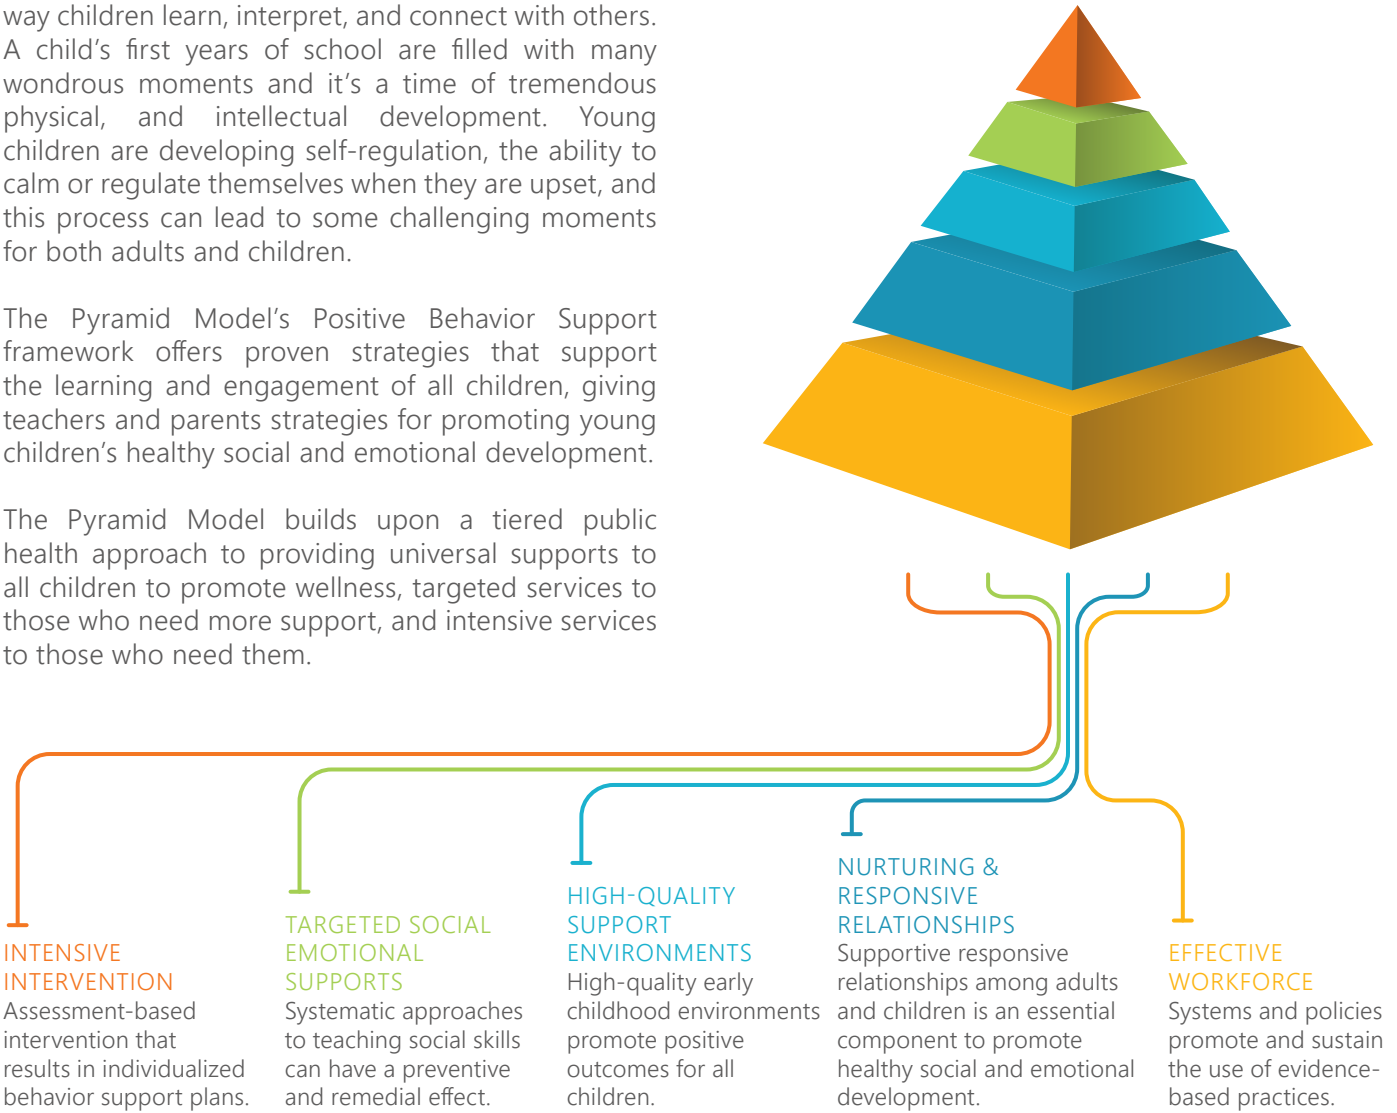 way children learn, interpret, and connect with others.
A child’s first years of school are filled with many
wondrous moments and it’s a time of tremendous
physical, and intellectual development. Young
children are developing self-regulation, the ability to
calm or regulate themselves when they are upset, and
this process can lead to some challenging moments
for both adults and children.
The Pyramid Model’s Positive Behavior Support
framework offers proven strategies that support
the learning and engagement of all children, giving
teachers and parents strategies for promoting young
children’s healthy social and emotional development.
The Pyramid Model builds upon a tiered public
health approach to providing universal supports to
all children to promote wellness, targeted services to
those who need more support, and intensive services
to those who need them.
INTENSIVE
INTERVENTION
Assessment-based
intervention that
results in individualized
behavior support plans.
TARGETED SOCIAL
EMOTIONAL
SUPPORTS
Systematic approaches
to teaching social skills
can have a preventive
and remedial effect.
HIGH-QUALITY
SUPPORT
ENVIRONMENTS
High-quality early
childhood environments
promote positive
outcomes for all
children.
NURTURING &
RESPONSIVE
RELATIONSHIPS
Supportive responsive
relationships among adults
and children is an essential
component to promote
healthy social and emotional
development.
EFFECTIVE
WORKFORCE
Systems and policies
promote and sustain
the use of evidence-
based practices.